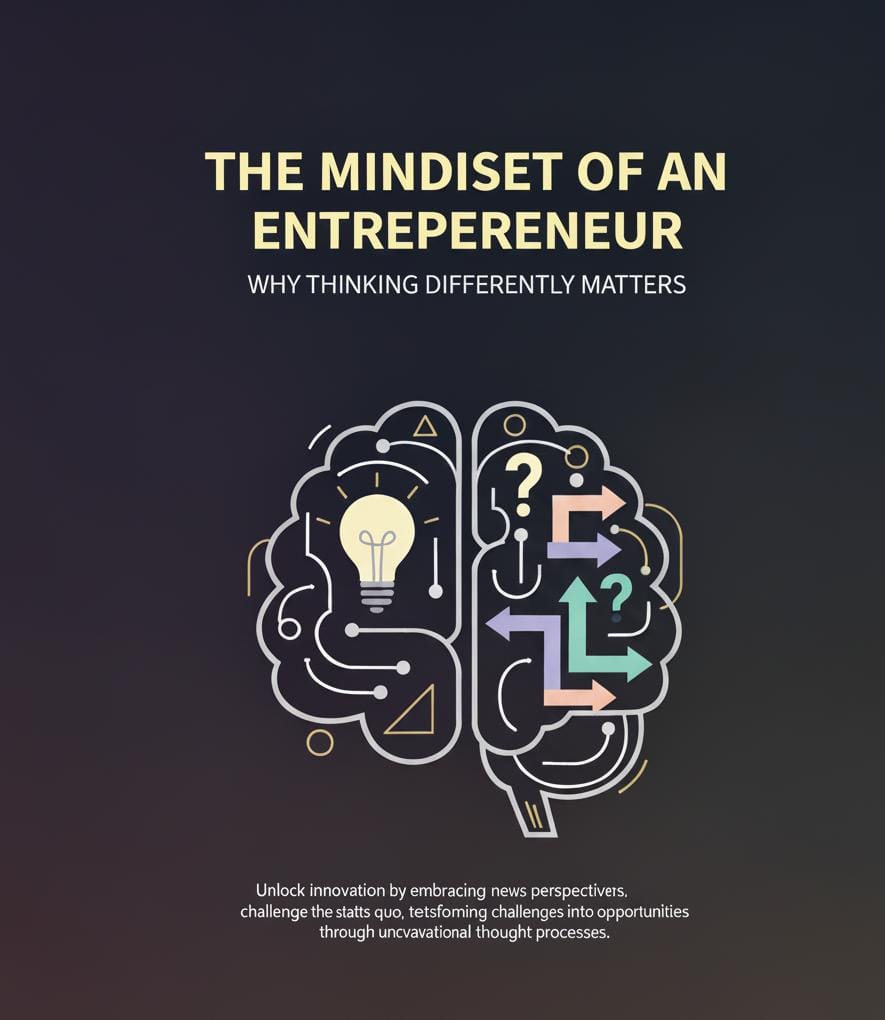 THE MINDISET OF AN
ENTREPERENEUR
WHY THINKING DIFFERENTLY MATTERS
?
?
Unlock innovation by embracing news perspectivers,
challenge the statts quo, tetsfoming challenges into opportunities
through uncvavational thought processes.